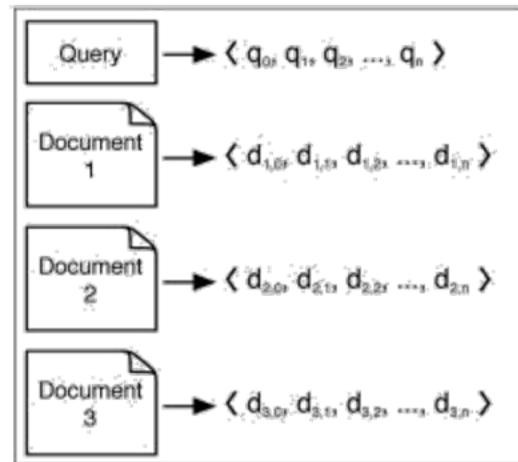 Query ⟨ q₀, q₁, q₂, ..., qₙ ⟩
Document
1
⟨ d₁,₀, d₁,₁, d₁,₂, ..., d₁,ₙ ⟩
Document
2
⟨ d₂,₀, d₂,₁, d₂,₂, ..., d₂,ₙ ⟩
Document
3
⟨ d₃,₀, d₃,₁, d₃,₂, ..., d₃,ₙ ⟩